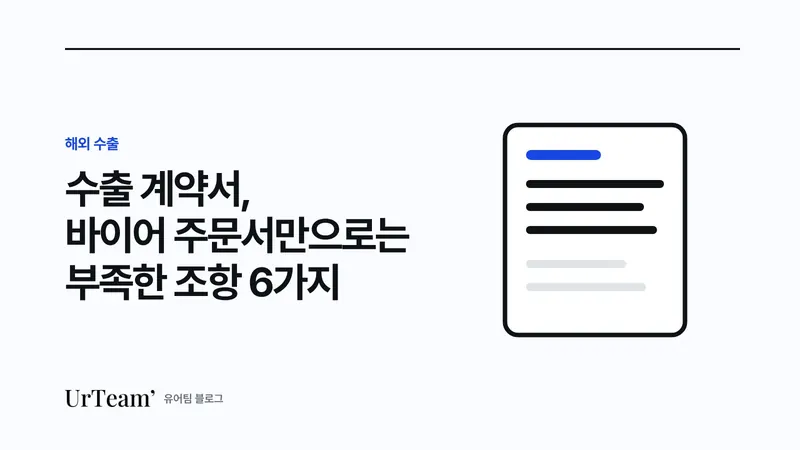 해외 수출
수출 계약서,
바이어 주문서만으로는
부족한 조항 6가지
UrTeam’ 유어팀 블로그